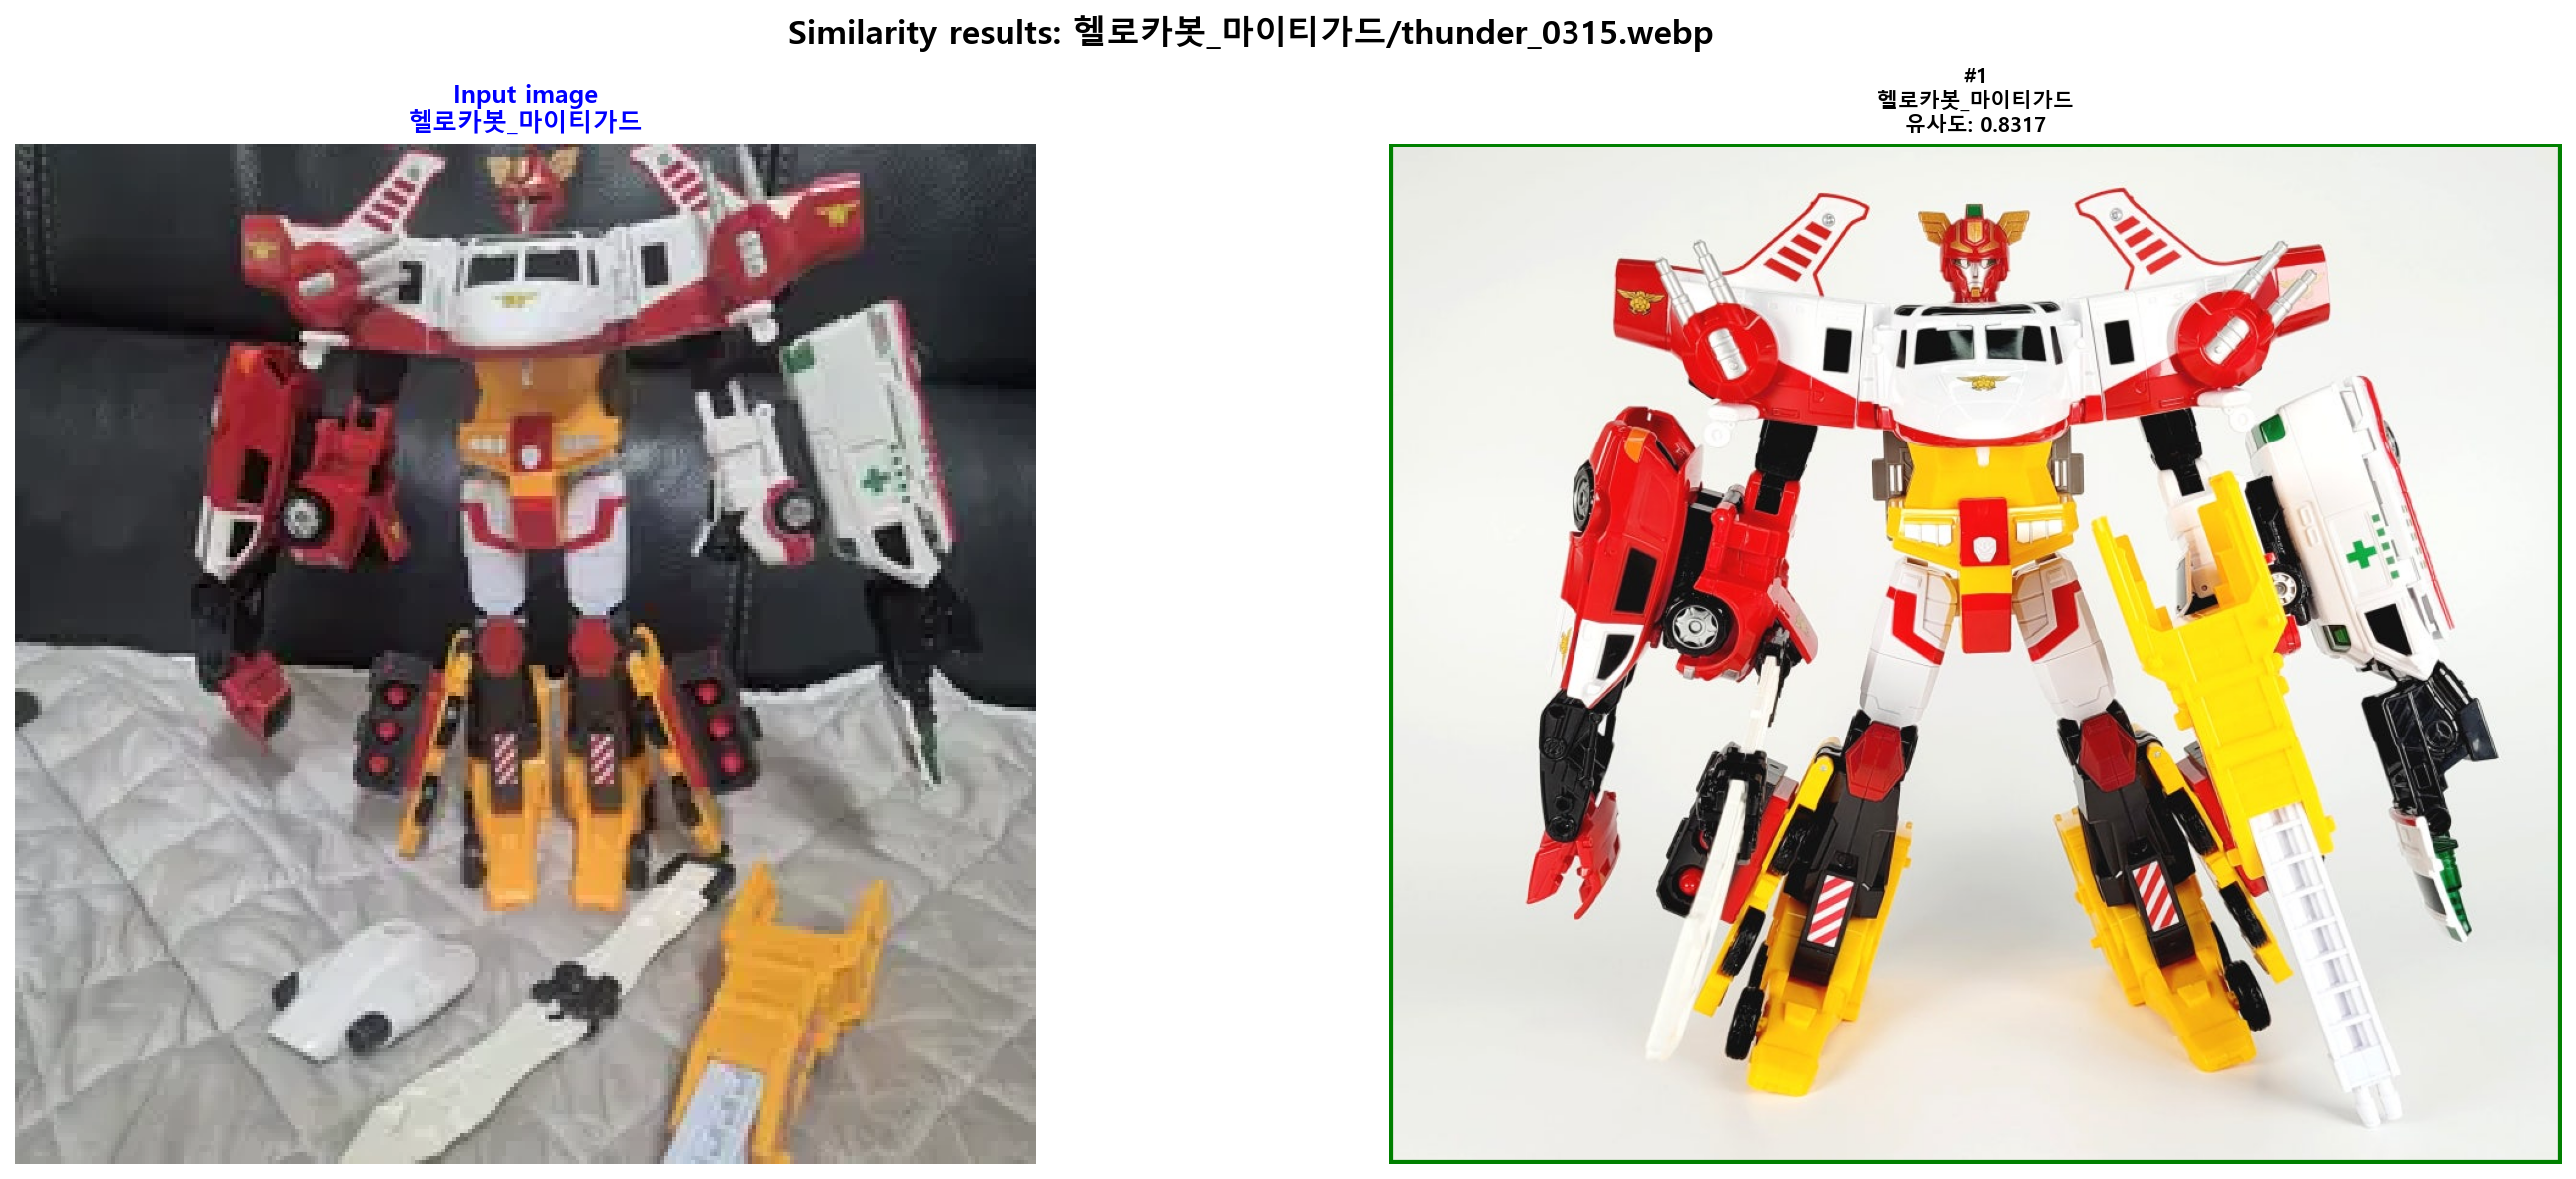 Similarity results: 헬로카봇_마이티가드/thunder_0315.webp
Input image
헬로카봇_마이티가드
#1
헬로카봇_마이티가드
유사도: 0.8317